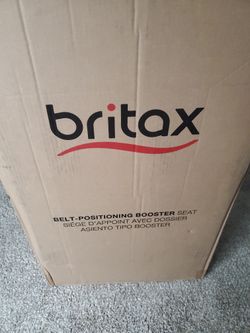 britax
BELT-POSITIONING BOOSTER SEAT
SIÈGE D'APPOINT AVEC DOSSIER
ASIENTO TIPO BOOSTER